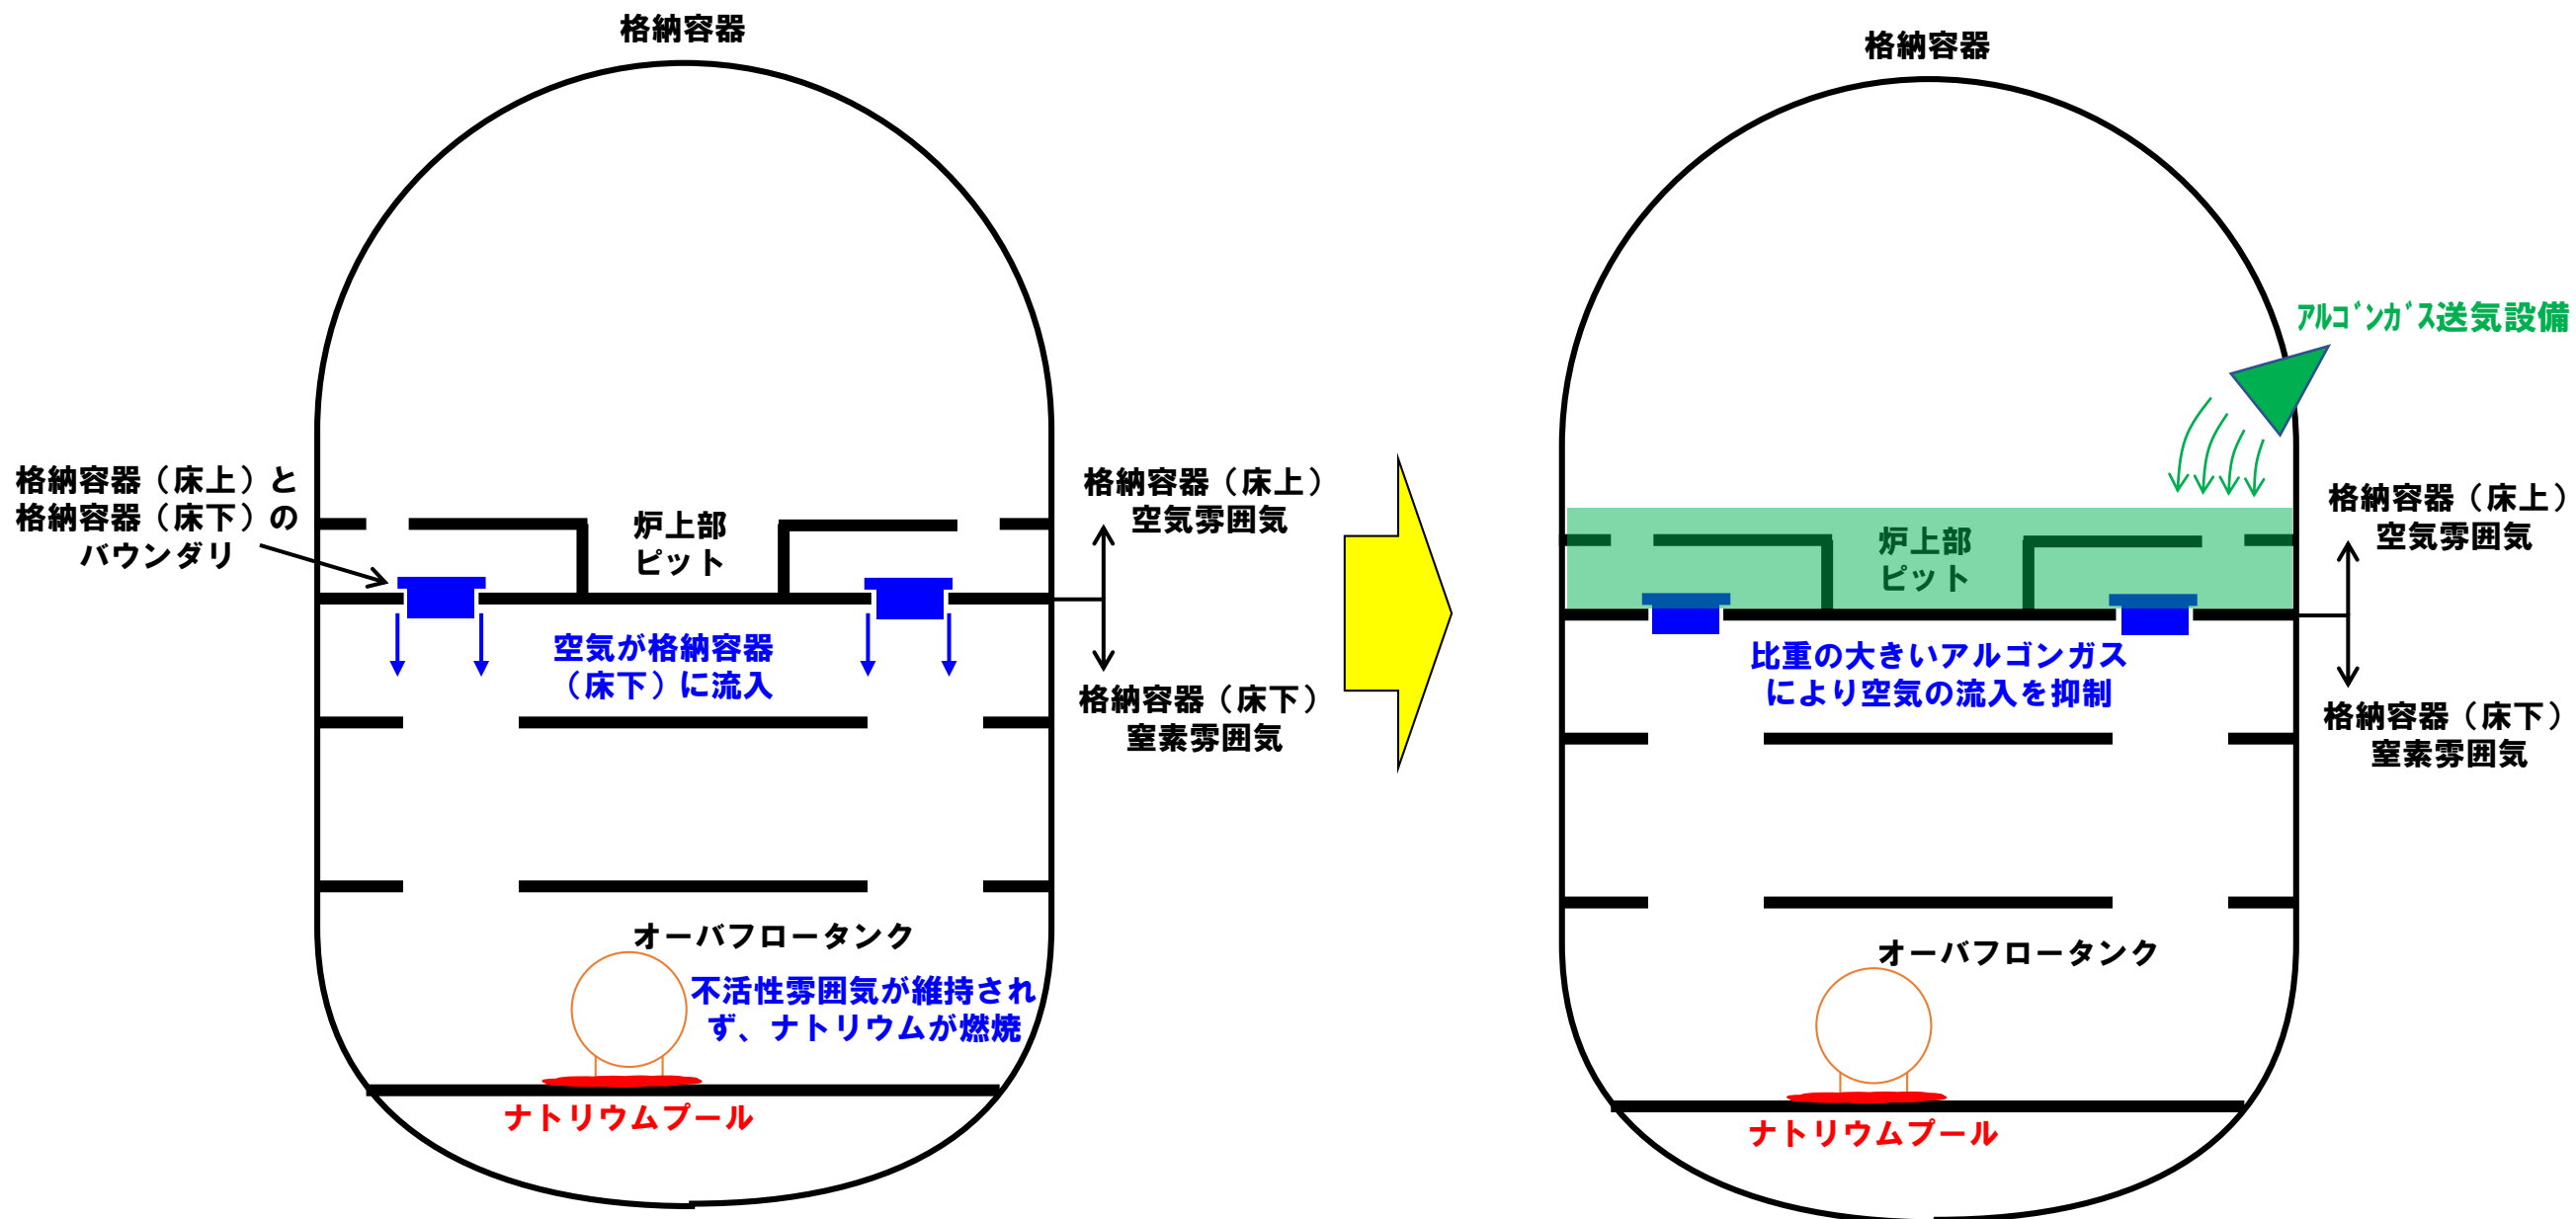 格納容器
格納容器（床上）と
格納容器（床下）の
バウンダリ
炉上部
ピット
空気が格納容器
（床下）に流入
格納容器（床上）
空気雰囲気
格納容器（床下）
窒素雰囲気
オーバフロータンク
不活性雰囲気が維持され
ず、ナトリウムが燃焼
ナトリウムプール
格納容器
ｱﾙｺﾞﾝｶﾞｽ送気設備
炉上部
ピット
比重の大きいアルゴンガス
により空気の流入を抑制
格納容器（床上）
空気雰囲気
格納容器（床下）
窒素雰囲気
オーバフロータンク
ナトリウムプール